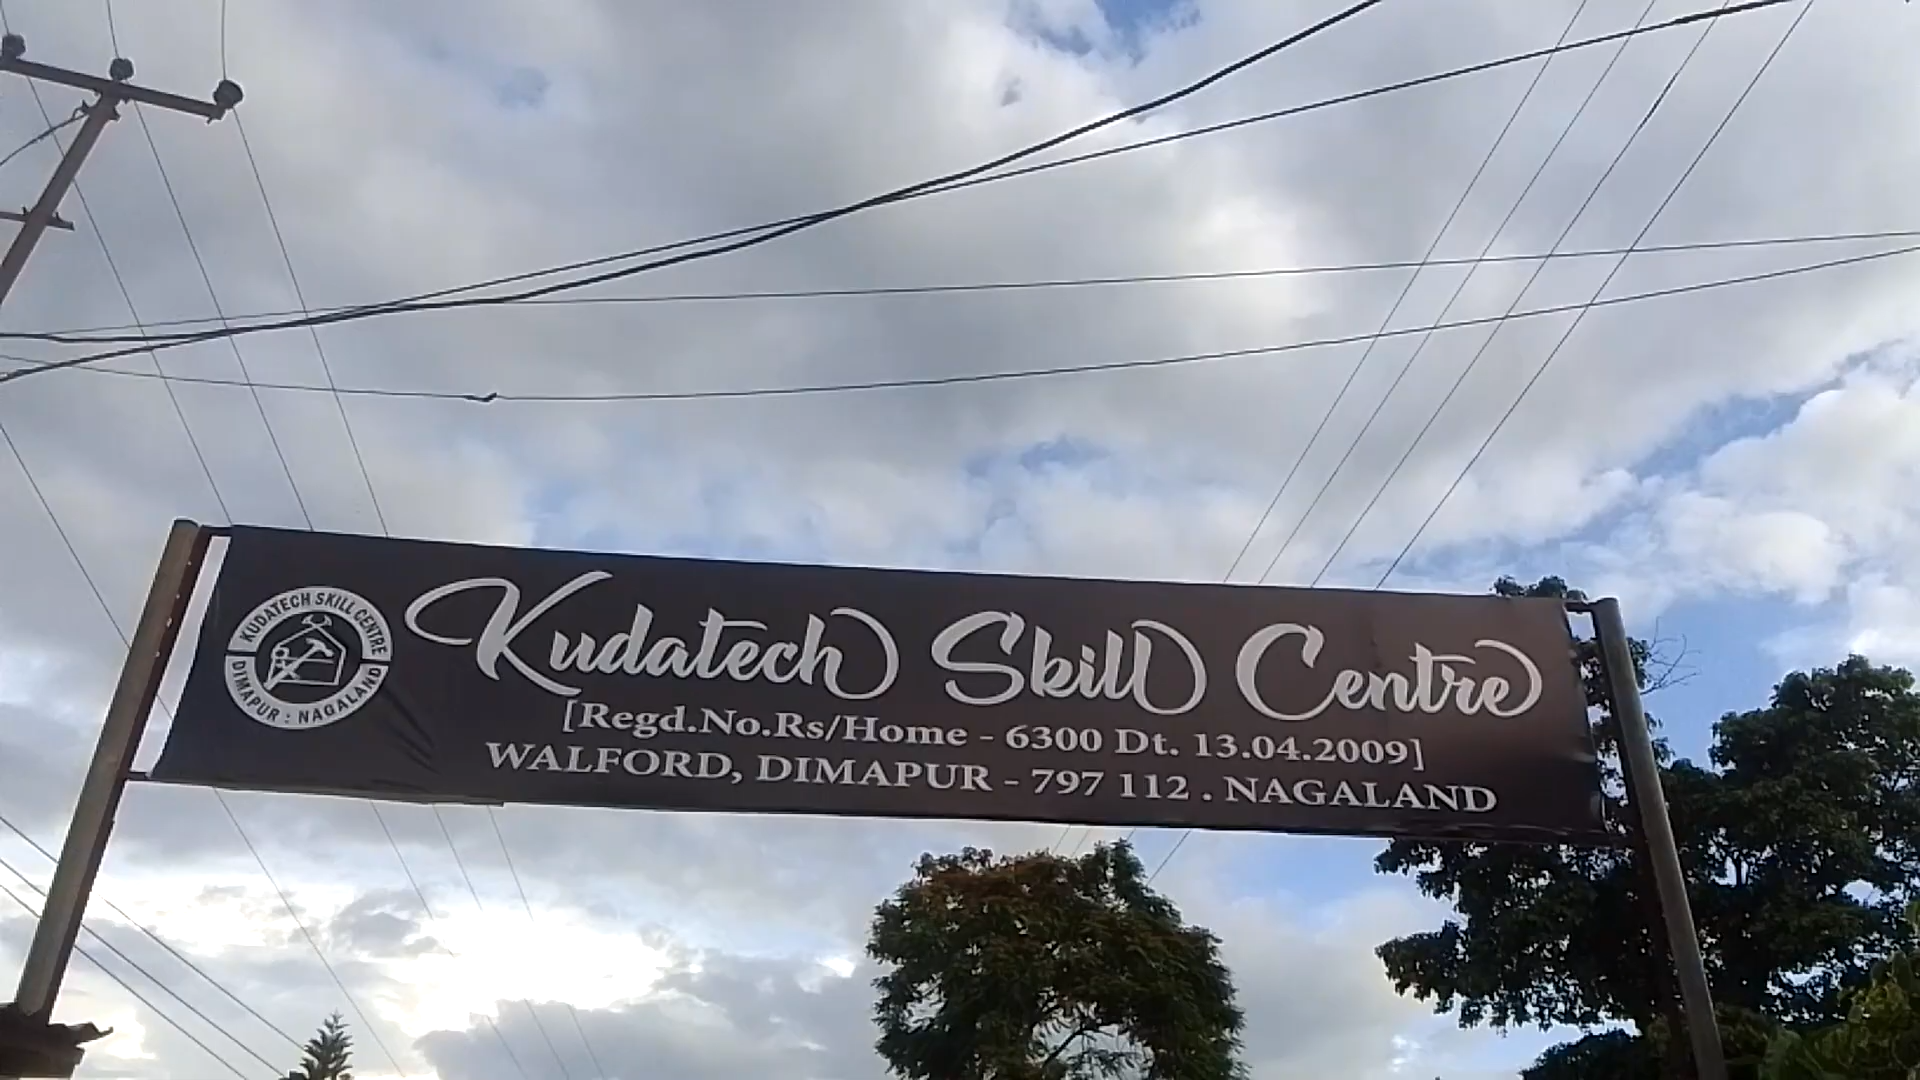 KUDATECH SKILL CENTRE
DIMAPUR : NAGALAND
Kudatech Skill Centre
[Regd.No.Rs/Home - 6300 Dt. 13.04.2009]
WALFORD, DIMAPUR - 797 112 . NAGALAND